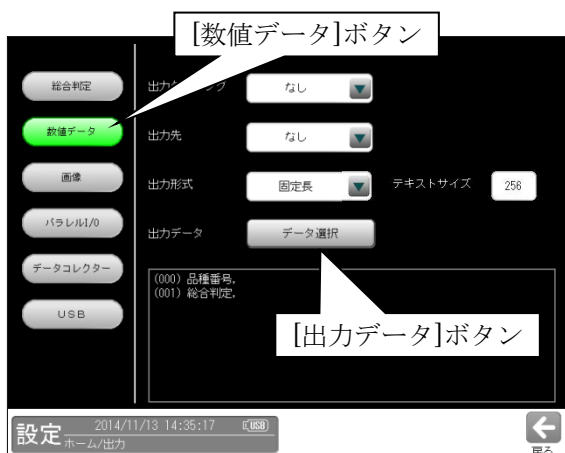 [数値データ]ボタン
総合判定
出力
なし
数値データ
出力先
なし
画像
出力形式
固定長
テキストサイズ
256
パラレルI/O
出力データ
データ選択
データコレクター
(000) 品種番号,
(001) 総合判定,
USB
[出力データ]ボタン
設定
2014/11/13 14:35:17
(USB)
ホーム/出力
戻る